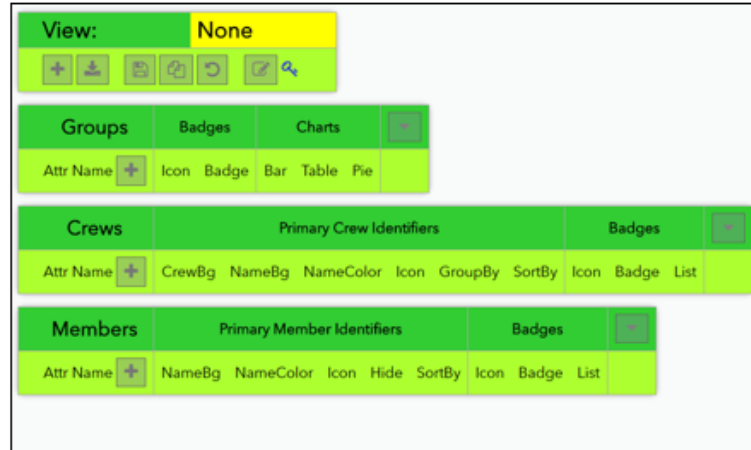 View: None
Groups Badges Charts
Attr Name Icon Badge Bar Table Pie
Crews Primary Crew Identifiers Badges
Attr Name CrewBg NameBg NameColor Icon GroupBy SortBy Icon Badge List
Members Primary Member Identifiers Badges
Attr Name NameBg NameColor Icon Hide SortBy Icon Badge List